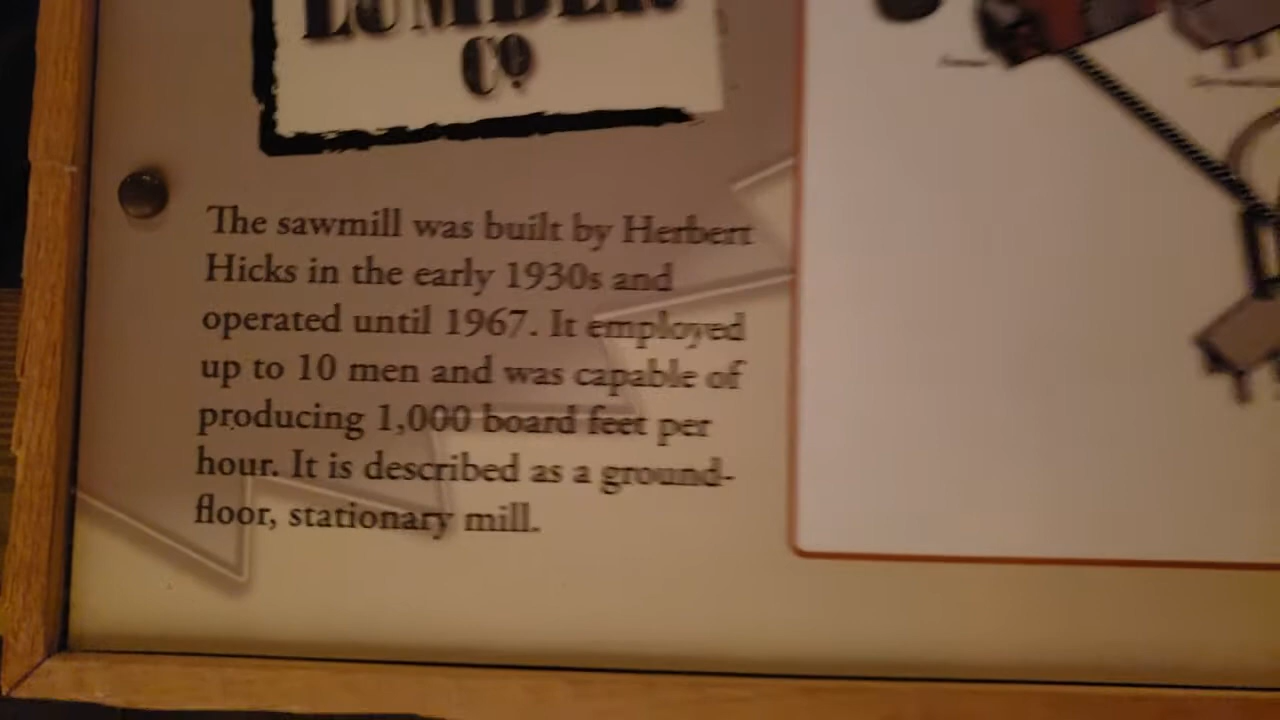 LUMBER
Co
The sawmill was built by Herbert
Hicks in the early 1930s and
operated until 1967. It employed
up to 10 men and was capable of
producing 1,000 board feet per
hour. It is described as a ground-
floor, stationary mill.